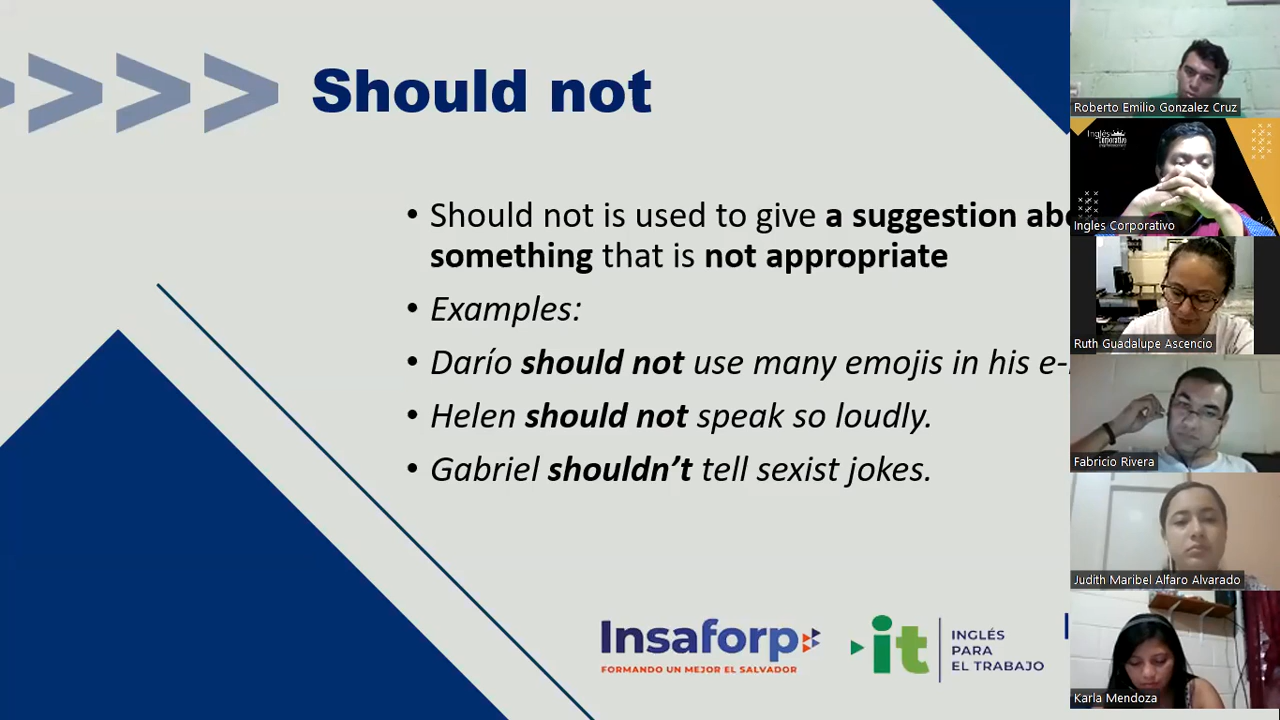 Should not
• Should not is used to give a suggestion
something that is not appropriate
• Examples:
• Darío should not use many emojis in his
• Helen should not speak so loudly.
• Gabriel shouldn’t tell sexist jokes.
Insaforp
FORMANDO UN MEJOR EL SALVADOR
it
INGLÉS
PARA
EL TRABAJO
Roberto Emilio Gonzalez Cruz
Inglés
Corporativo
Ingles Corporativo
Ruth Guadalupe Ascencio
Fabricio Rivera
Judith Maribel Alfaro Alvarado
Karla Mendoza